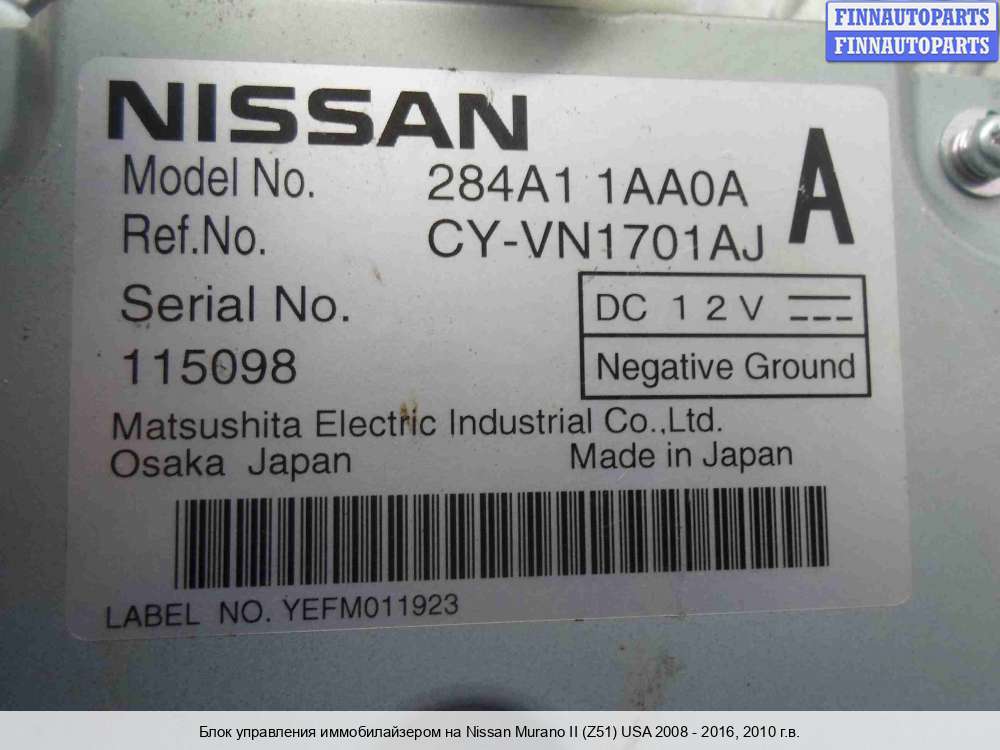 FINNAUTOPARTS
FINNAUTOPARTS
NISSAN
Model No. 284A1 1AA0A
A
Ref.No. CY-VN1701AJ
Serial No.
115098
DC 12V
Negative Ground
Matsushita Electric Industrial Co.,Ltd.
Osaka Japan Made in Japan
LABEL NO. YEFM011923
Блок управления иммобилайзером на Nissan Murano II (Z51) USA 2008 - 2016, 2010 г.в.